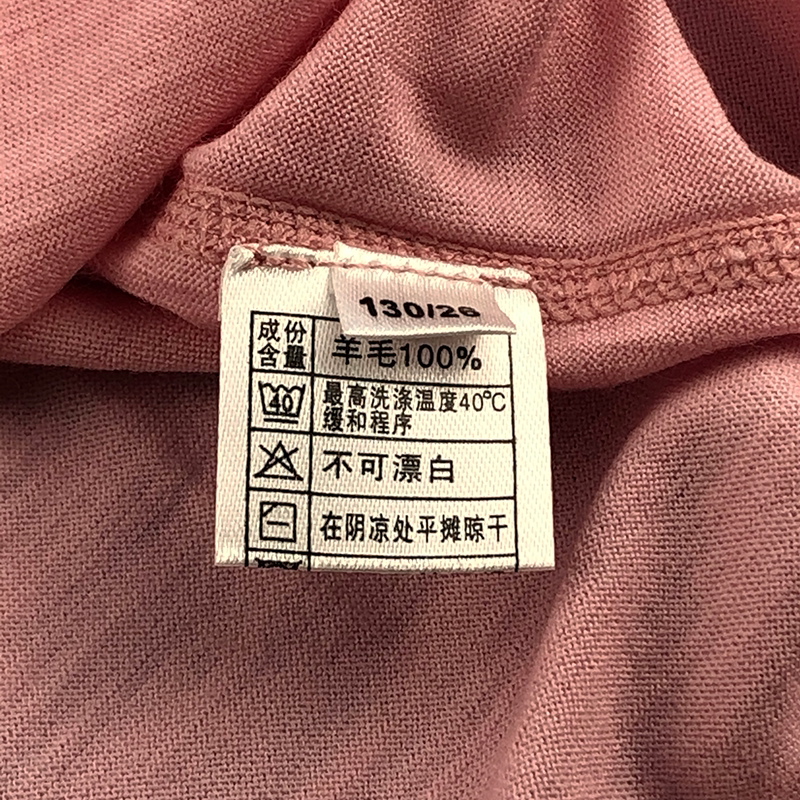 130/26
成份
含量
羊毛100%
40
最高洗涤温度40℃
缓和程序
不可漂白
在阴凉处平摊晾干